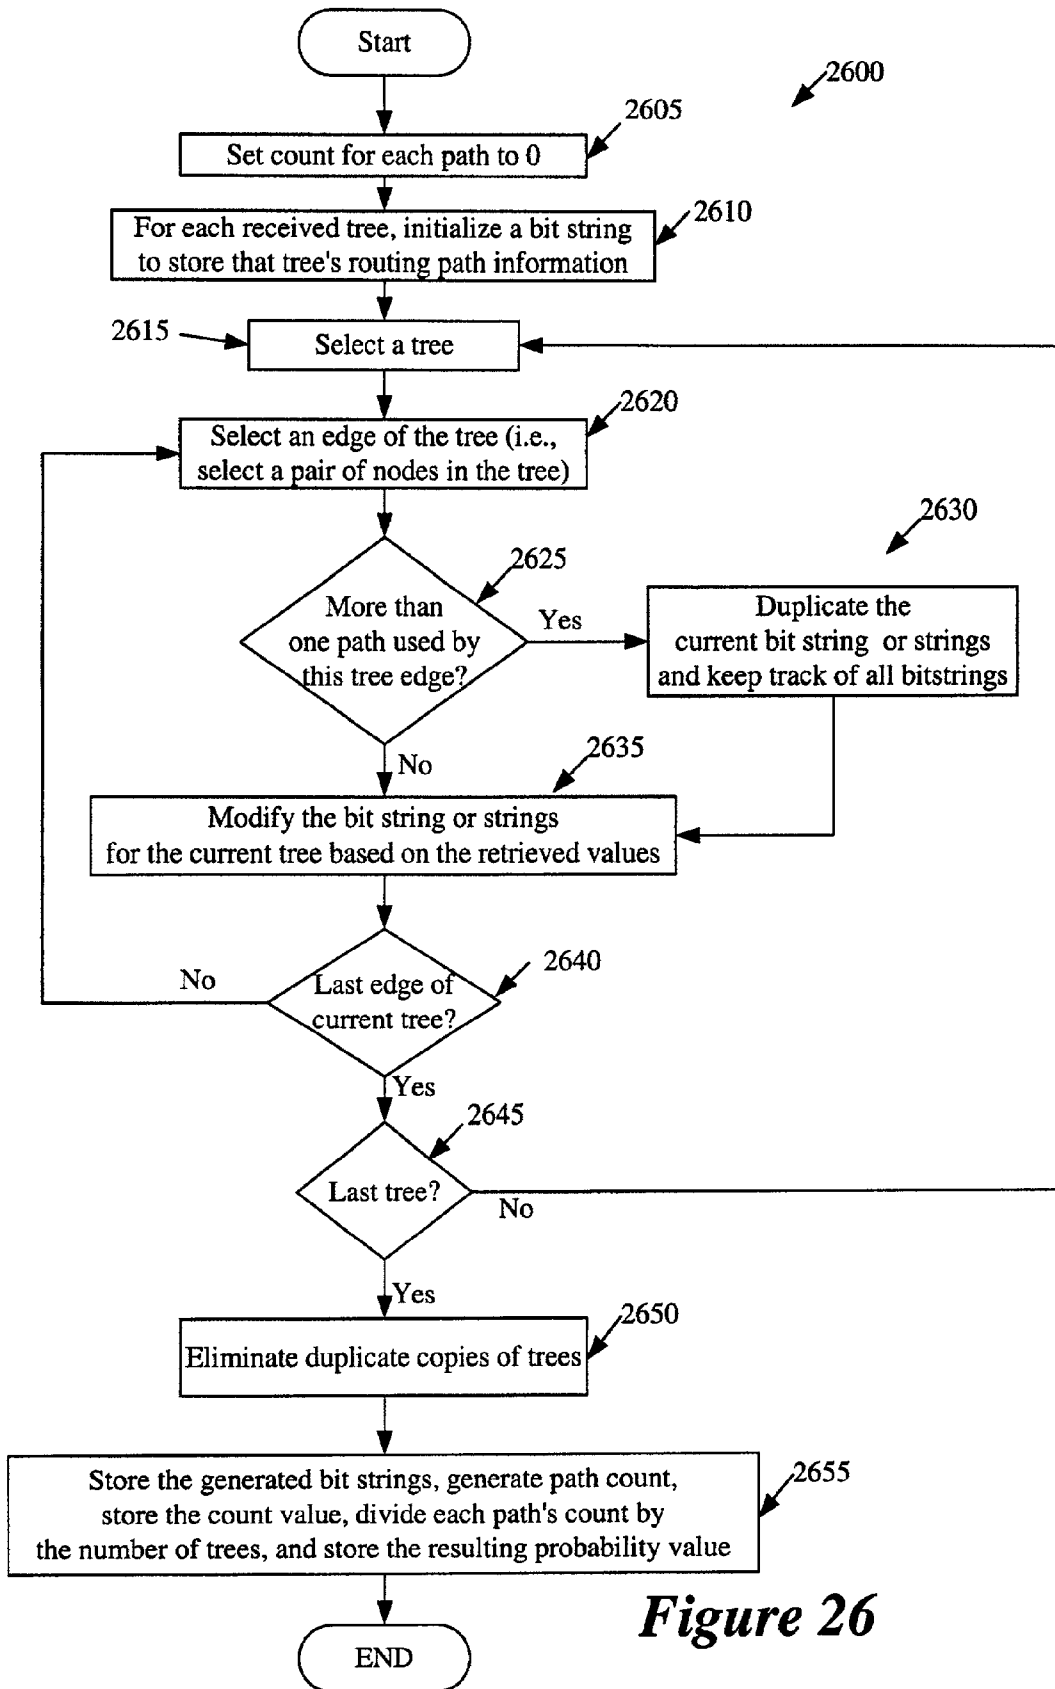 Start
2600
2605
Set count for each path to 0
2610
For each received tree, initialize a bit string
to store that tree's routing path information
2615
Select a tree
2620
Select an edge of the tree (i.e.,
select a pair of nodes in the tree)
2630
2625
More than
one path used by
this tree edge?
Yes
Duplicate the
current bit string or strings
and keep track of all bitstrings
No
2635
Modify the bit string or strings
for the current tree based on the retrieved values
2640
No
Last edge of
current tree?
Yes
2645
Last tree?
No
Yes
2650
Eliminate duplicate copies of trees
2655
Store the generated bit strings, generate path count,
store the count value, divide each path's count by
the number of trees, and store the resulting probability value
Figure 26
END